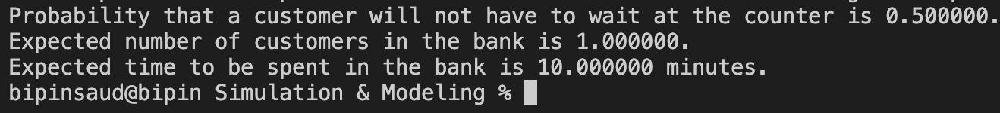 Probability that a customer will not have to wait at the counter is 0.500000.
Expected number of customers in the bank is 1.000000.
Expected time to be spent in the bank is 10.000000 minutes.
bipinsaud@bipin Simulation & Modeling %